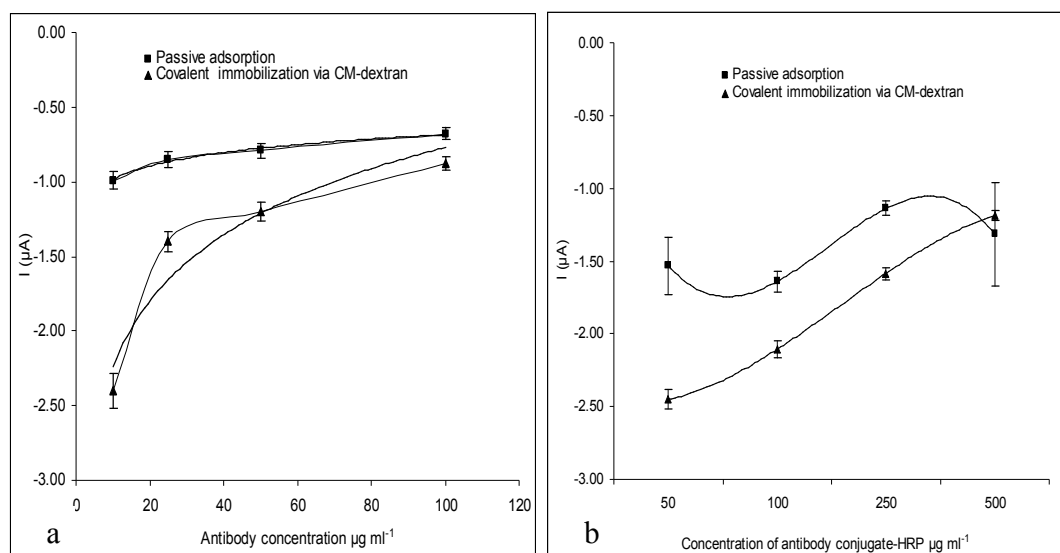 0.00
-0.50
-1.00
-1.50
-2.00
-2.50
-3.00
I (µA)
Passive adsorption
Covalent immobilization via CM-dextran
0 20 40 60 80 100 120
Antibody concentration µg ml⁻¹
a
0.00
-0.50
-1.00
-1.50
-2.00
-2.50
-3.00
I (µA)
Passive adsorption
Covalent immobilization via CM-dextran
50 100 250 500
Concentration of antibody conjugate-HRP µg ml⁻¹
b